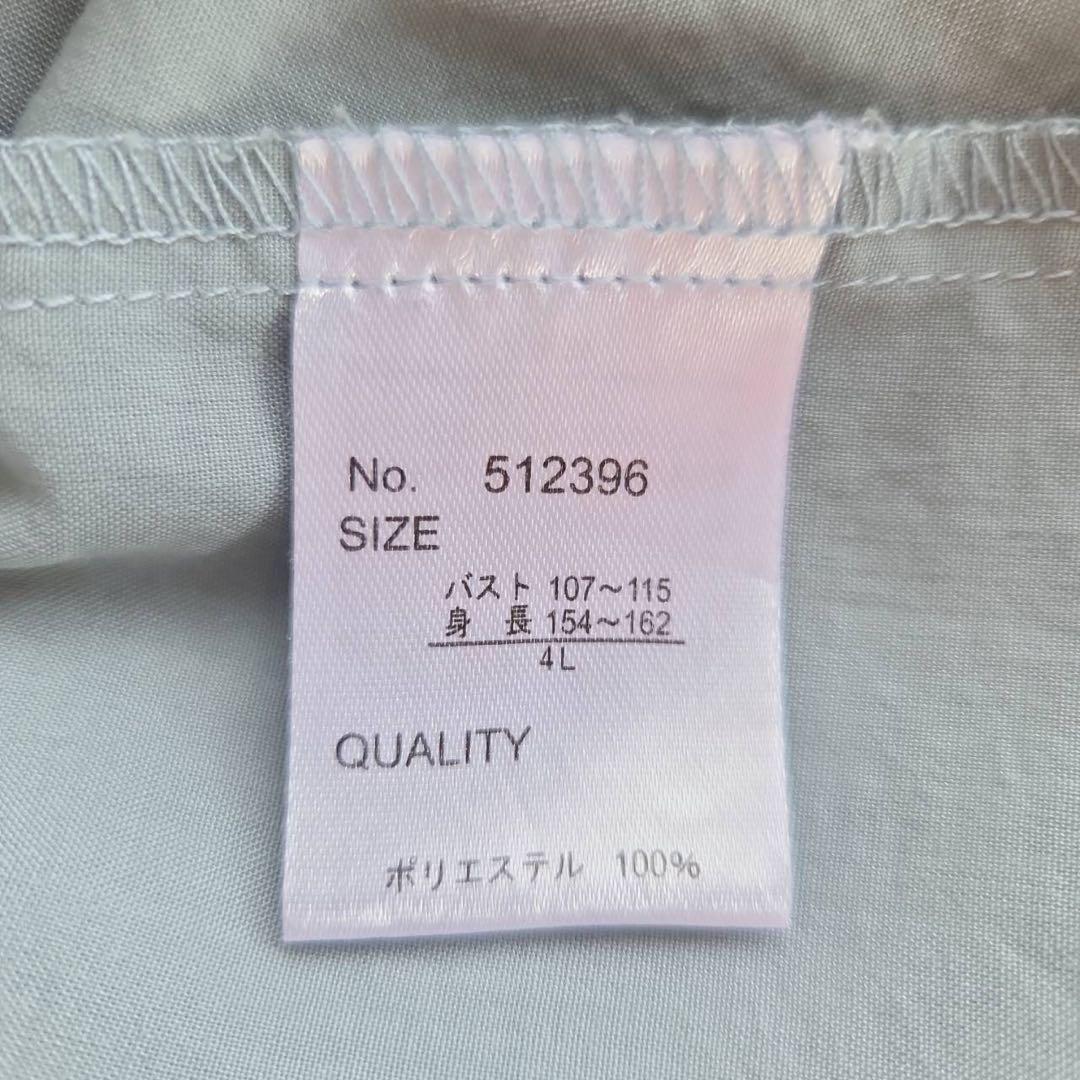 No. 512396
SIZE
バスト 107～115
身 長 154～162
4L
QUALITY
ポリエステル 100%